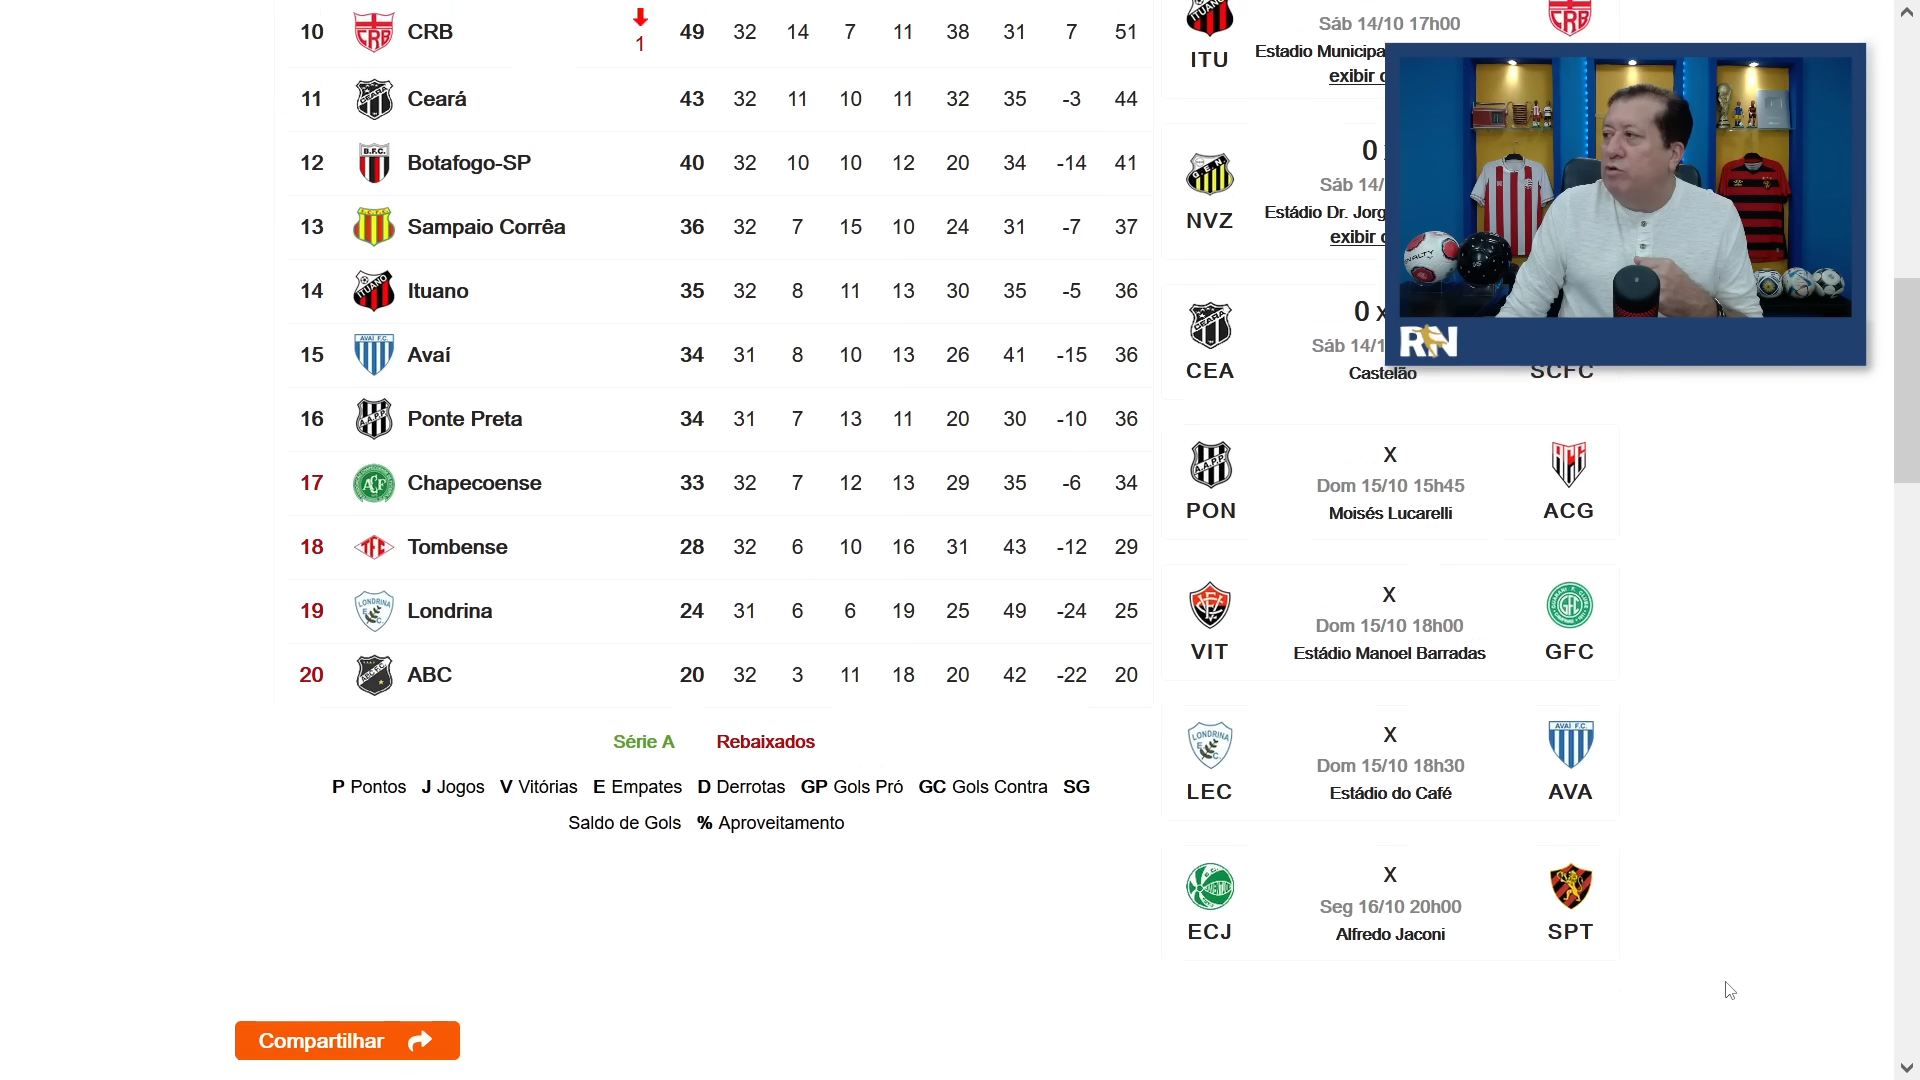 10 CRB 1 49 32 14 7 11 38 31 7 51
11 Ceará 43 32 11 10 11 32 35 -3 44
12 Botafogo-SP 40 32 10 10 12 20 34 -14 41
13 Sampaio Corrêa 36 32 7 15 10 24 31 -7 37
14 Ituano 35 32 8 11 13 30 35 -5 36
15 Avaí 34 31 8 10 13 26 41 -15 36
16 Ponte Preta 34 31 7 13 11 20 30 -10 36
17 Chapecoense 33 32 7 12 13 29 35 -6 34
18 Tombense 28 32 6 10 16 31 43 -12 29
19 Londrina 24 31 6 6 19 25 49 -24 25
20 ABC 20 32 3 11 18 20 42 -22 20
Série A Rebaixados
P Pontos J Jogos V Vitórias E Empates D Derrotas GP Gols Pró GC Gols Contra SG
Saldo de Gols % Aproveitamento
Compartilhar
Sáb 14/10 17h00
ITU Estadio Municipa
exibir
0
Sáb 14/
NVZ Estádio Dr. Jorg
exibir
0 x
Sáb 14/1
CEA Castelão SCFC
X
Dom 15/10 15h45
PON Moisés Lucarelli ACG
X
Dom 15/10 18h00
VIT Estádio Manoel Barradas GFC
X
Dom 15/10 18h30
LEC Estádio do Café AVA
X
Seg 16/10 20h00
ECJ Alfredo Jaconi SPT
RN